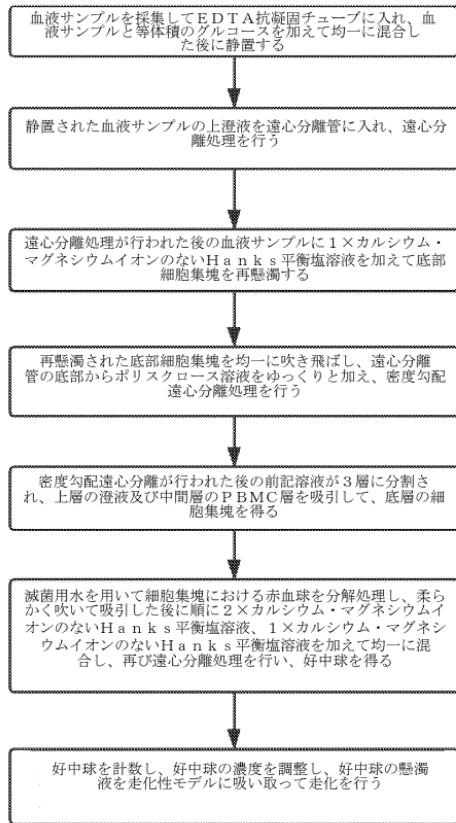 血液サンプルを採集してＥＤＴＡ抗凝固チューブに入れ、血
液サンプルと等体積のグルコースを加えて均一に混合し
た後に静置する
静置された血液サンプルの上澄液を遠心分離管に入れ、遠心分
離処理を行う
遠心分離処理が行われた後の血液サンプルに１×カルシウム・
マグネシウムイオンのないＨａｎｋｓ平衡塩溶液を加えて底部
細胞集塊を再懸濁する
再懸濁された底部細胞集塊を均一に吹き飛ばし、遠心分離
管の底部からポリスクロース溶液をゆっくりと加え、密度勾配
遠心分離処理を行う
密度勾配遠心分離が行われた後の前記溶液が３層に分割さ
れ、上層の澄液及び中間層のＰＢＭＣ層を吸引して、底層の細
胞集塊を得る
滅菌用水を用いて細胞集塊における赤血球を分解処理し、柔ら
かく吹いて吸引した後に順に２×カルシウム・マグネシウムイ
オンのないＨａｎｋｓ平衡塩溶液、１×カルシウム・マグネシ
ウムイオンのないＨａｎｋｓ平衡塩溶液を加えて均一に混
合し、再び遠心分離処理を行い、好中球を得る
好中球を計数し、好中球の濃度を調整し、好中球の懸濁
液を走化性モデルに吸い取って走化を行う